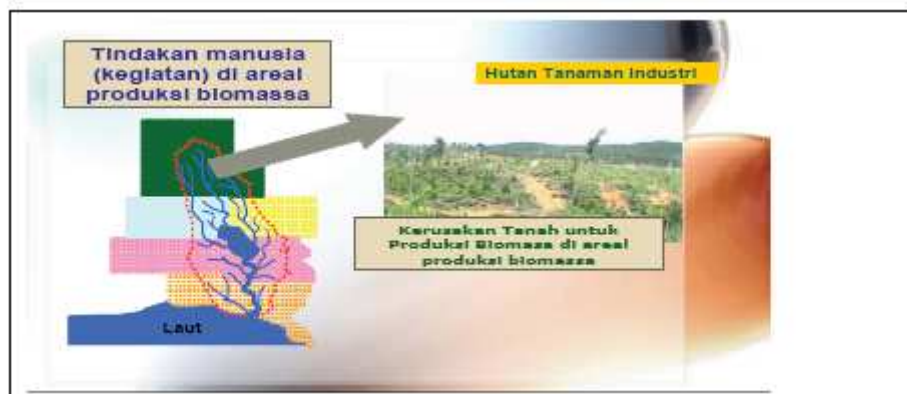 Tindakan manusia
(kegiatan) di areal
produksi biomassa
Hutan Tanaman Industri
Kerusakan Tanah untuk
Produksi Biomasa di areal
produksi biomassa
Laut